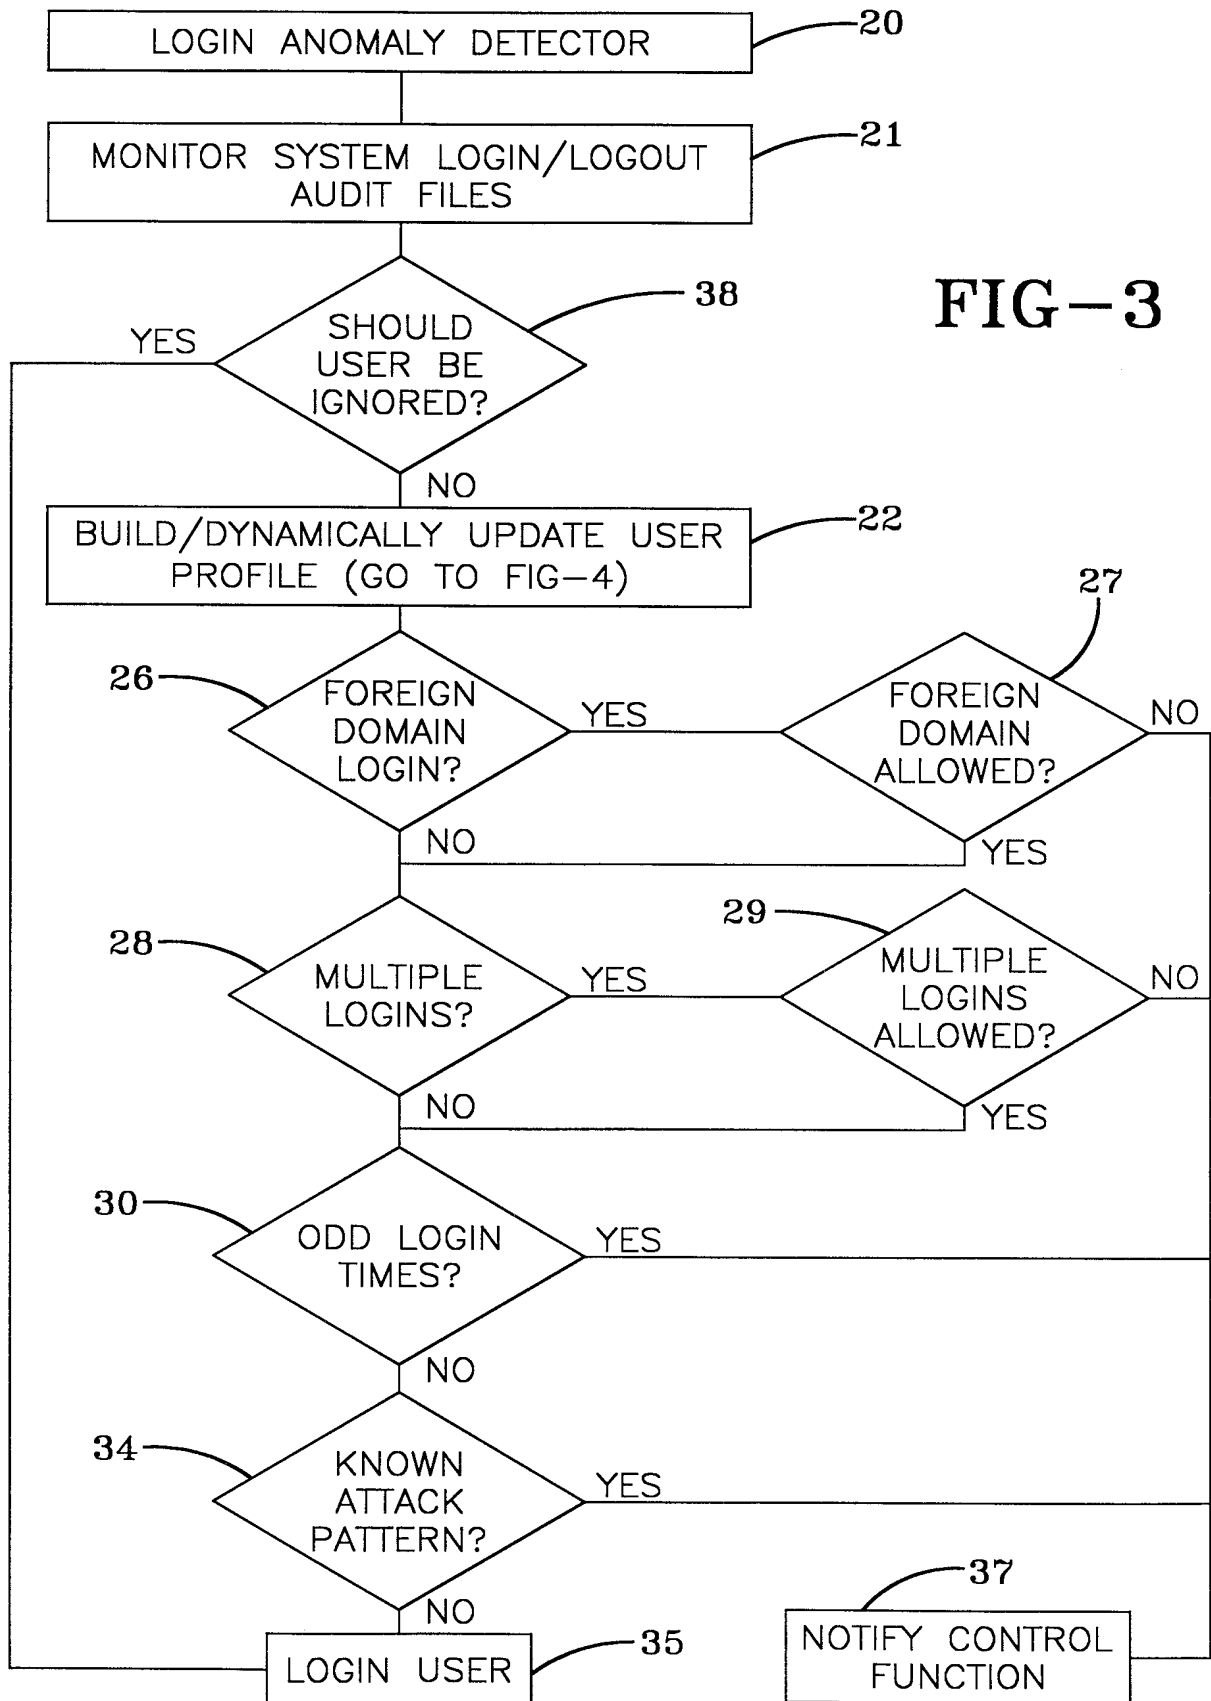 LOGIN ANOMALY DETECTOR
20
MONITOR SYSTEM LOGIN/LOGOUT
AUDIT FILES
21
FIG-3
SHOULD
USER BE
IGNORED?
38
YES
NO
BUILD/DYNAMICALLY UPDATE USER
PROFILE (GO TO FIG-4)
22
26
FOREIGN
DOMAIN
LOGIN?
YES
NO
27
FOREIGN
DOMAIN
ALLOWED?
NO
YES
28
MULTIPLE
LOGINS?
YES
NO
29
MULTIPLE
LOGINS
ALLOWED?
NO
YES
30
ODD LOGIN
TIMES?
YES
NO
34
KNOWN
ATTACK
PATTERN?
YES
NO
LOGIN USER
35
37
NOTIFY CONTROL
FUNCTION